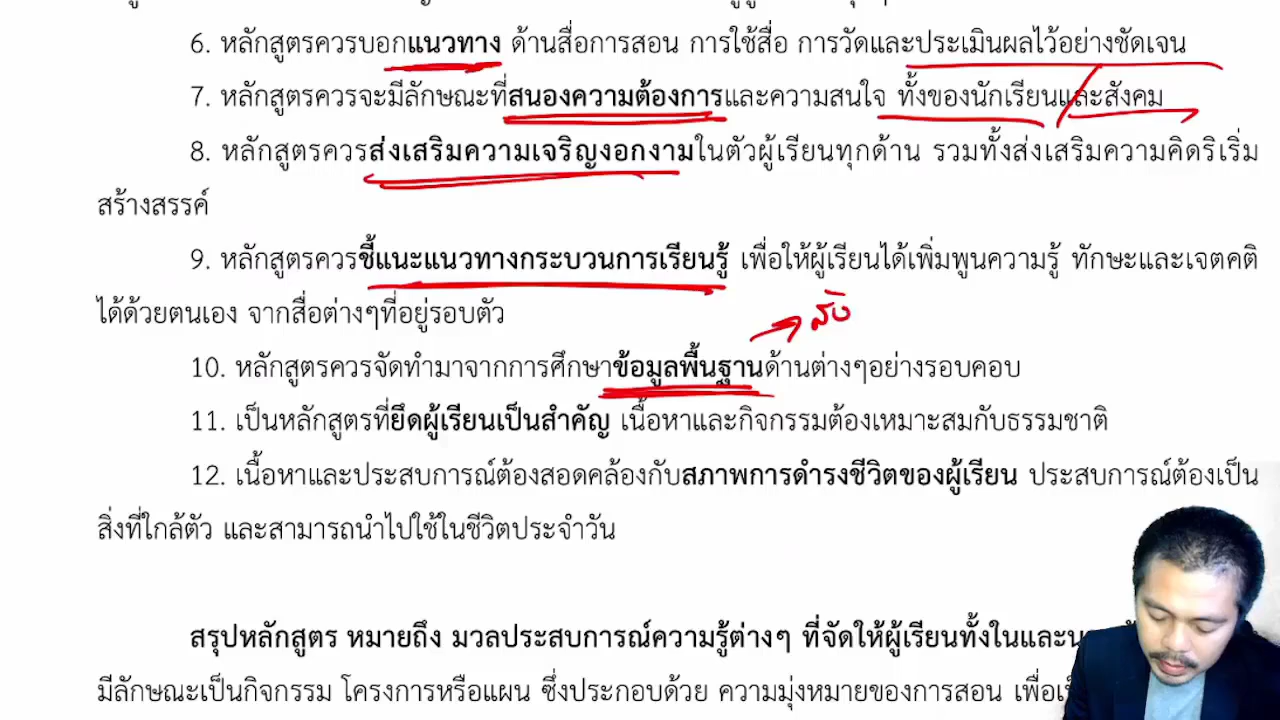 6. หลักสูตรควรบอกแนวทาง ด้านสื่อการสอน การใช้สื่อ การวัดและประเมินผลไว้อย่างชัดเจน
7. หลักสูตรควรจะมีลักษณะที่สนองความต้องการและความสนใจ ทั้งของนักเรียนและสังคม
8. หลักสูตรควรส่งเสริมความเจริญงอกงามในตัวผู้เรียนทุกด้าน รวมทั้งส่งเสริมความคิดริเริ่ม
สร้างสรรค์
9. หลักสูตรควรชี้แนะแนวทางกระบวนการเรียนรู้ เพื่อให้ผู้เรียนได้เพิ่มพูนความรู้ ทักษะและเจตคติ
ได้ด้วยตนเอง จากสื่อต่างๆที่อยู่รอบตัว
10. หลักสูตรควรจัดทำมาจากการศึกษาข้อมูลพื้นฐานด้านต่างๆอย่างรอบคอบ
11. เป็นหลักสูตรที่ยึดผู้เรียนเป็นสำคัญ เนื้อหาและกิจกรรมต้องเหมาะสมกับธรรมชาติ
12. เนื้อหาและประสบการณ์ต้องสอดคล้องกับสภาพการดำรงชีวิตของผู้เรียน ประสบการณ์ต้องเป็น
สิ่งที่ใกล้ตัว และสามารถนำไปใช้ในชีวิตประจำวัน
สรุปหลักสูตร หมายถึง มวลประสบการณ์ความรู้ต่างๆ ที่จัดให้ผู้เรียนทั้งในและ
มีลักษณะเป็นกิจกรรม โครงการหรือแผน ซึ่งประกอบด้วย ความมุ่งหมายของการสอน